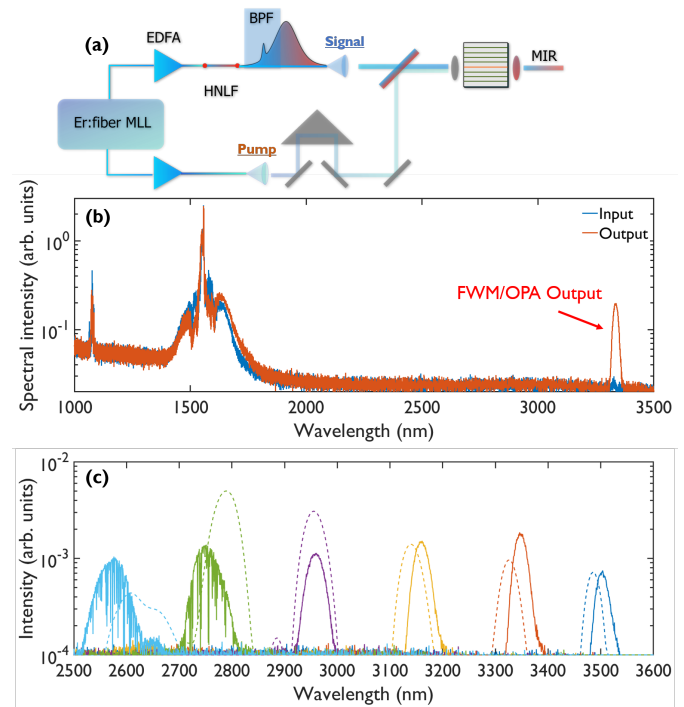 (a)
EDFA
BPF
Signal
HNLF
MIR
Er:fiber MLL
Pump
(b)
Input
Output
FWM/OPA Output
Spectral intensity (arb. units)
10^0
10^-1
1000 1500 2000 2500 3000 3500
Wavelength (nm)
(c)
Intensity (arb. units)
10^-2
10^-3
10^-4
2500 2600 2700 2800 2900 3000 3100 3200 3300 3400 3500 3600
Wavelength (nm)